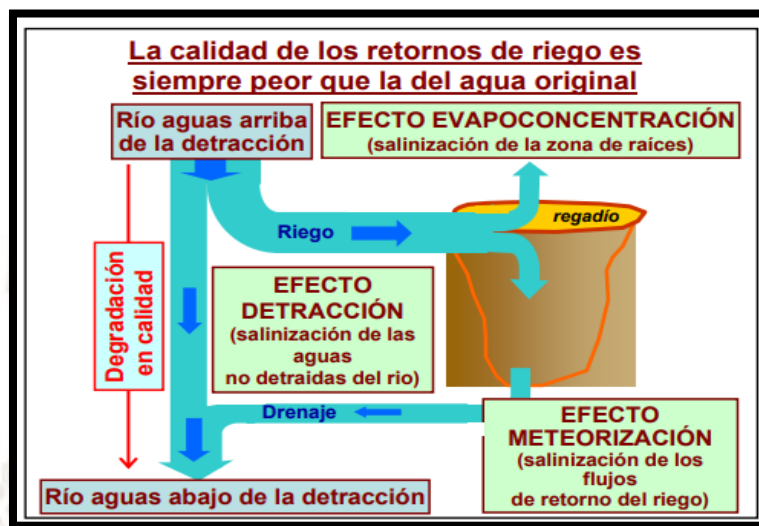 La calidad de los retornos de riego es
siempre peor que la del agua original
Río aguas arriba
de la detracción
EFECTO EVAPOCONCENTRACIÓN
(salinización de la zona de raíces)
Riego
regadío
Degradación
en calidad
EFECTO
DETRACCIÓN
(salinización de las
aguas
no detraidas del rio)
Drenaje
EFECTO
METEORIZACIÓN
(salinización de los
flujos
de retorno del riego)
Río aguas abajo de la detracción